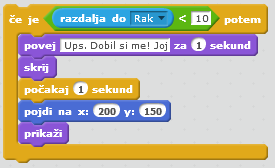 če je razdalja do Rak < 10 potem
povej Ups. Dobil si me! Joj za 1 sekund
skrij
počakaj 1 sekund
pojdi na x: 200 y: 150
prikaži